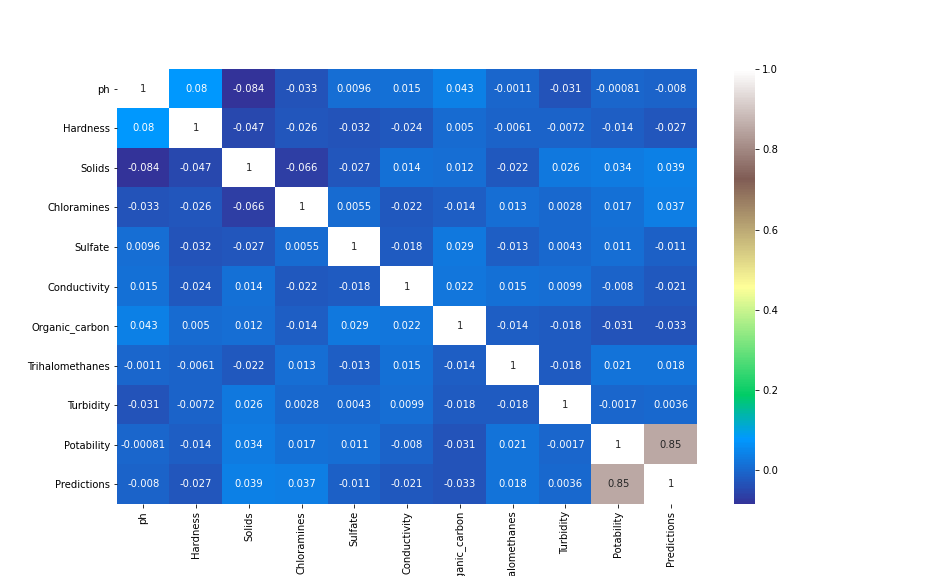 ph 1 0.08 -0.084 -0.033 0.0096 0.015 0.043 -0.0011 -0.031 -0.00081 -0.008
Hardness 0.08 1 -0.047 -0.026 -0.032 -0.024 0.005 -0.0061 -0.0072 -0.014 -0.027
Solids -0.084 -0.047 1 -0.066 -0.027 0.014 0.012 -0.022 0.026 0.034 0.039
Chloramines -0.033 -0.026 -0.066 1 0.0055 -0.022 -0.014 0.013 0.0028 0.017 0.037
Sulfate 0.0096 -0.032 -0.027 0.0055 1 -0.018 0.029 -0.013 0.0043 0.011 -0.011
Conductivity 0.015 -0.024 0.014 -0.022 -0.018 1 0.022 0.015 0.0099 -0.008 -0.021
Organic_carbon 0.043 0.005 0.012 -0.014 0.029 0.022 1 -0.014 -0.018 -0.031 -0.033
Trihalomethanes -0.0011 -0.0061 -0.022 0.013 -0.013 0.015 -0.014 1 -0.018 0.021 0.018
Turbidity -0.031 -0.0072 0.026 0.0028 0.0043 0.0099 -0.018 -0.018 1 -0.0017 0.0036
Potability -0.00081 -0.014 0.034 0.017 0.011 -0.008 -0.031 0.021 -0.0017 1 0.85
Predictions -0.008 -0.027 0.039 0.037 -0.011 -0.021 -0.033 0.018 0.0036 0.85 1
ph
Hardness
Solids
Chloramines
Sulfate
Conductivity
ganic_carbon
alomethanes
Turbidity
Potability
Predictions
1.0
0.8
0.6
0.4
0.2
0.0